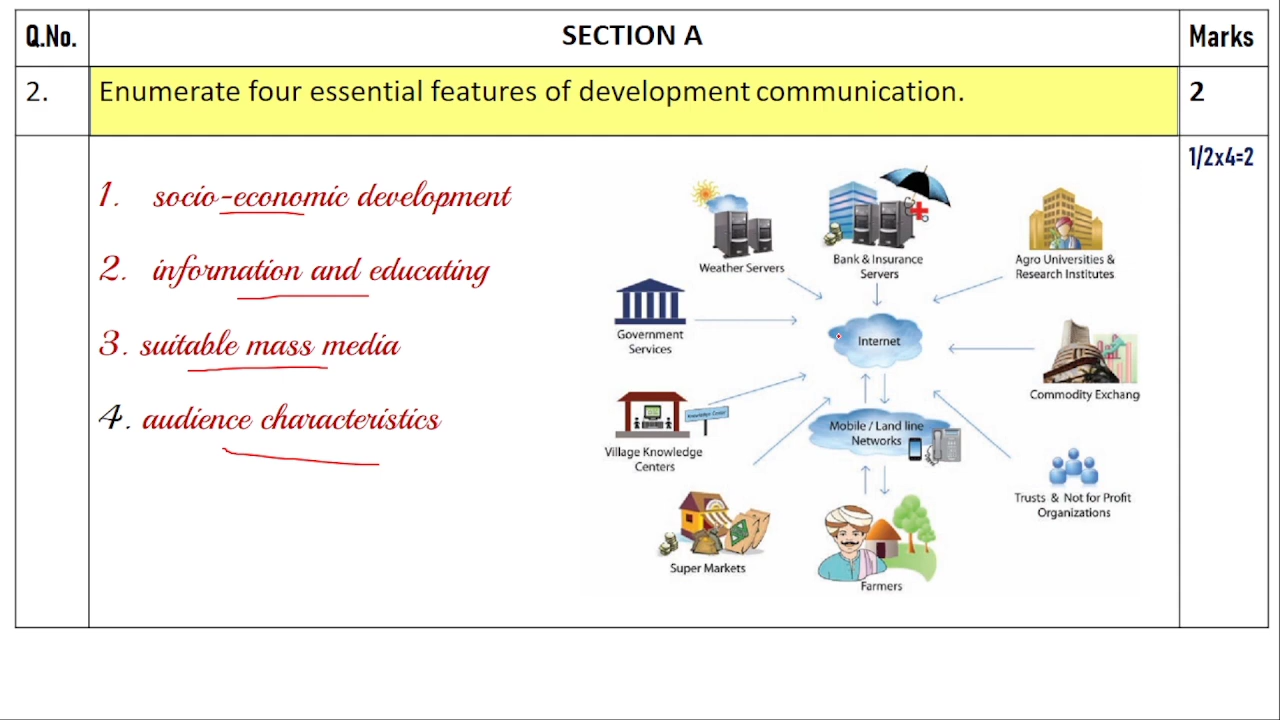 Q.No. SECTION A Marks
2. Enumerate four essential features of development communication. 2
1/2x4=2
1. socio-economic development
2. information and educating
3. suitable mass media
4. audience characteristics
Weather Servers
Bank & Insurance
Servers
Agro Universities &
Research Institutes
Government
Services
Internet
Commodity Exchang
Mobile / Land line
Networks
Village Knowledge
Centers
Trusts & Not for Profit
Organizations
Super Markets
Farmers